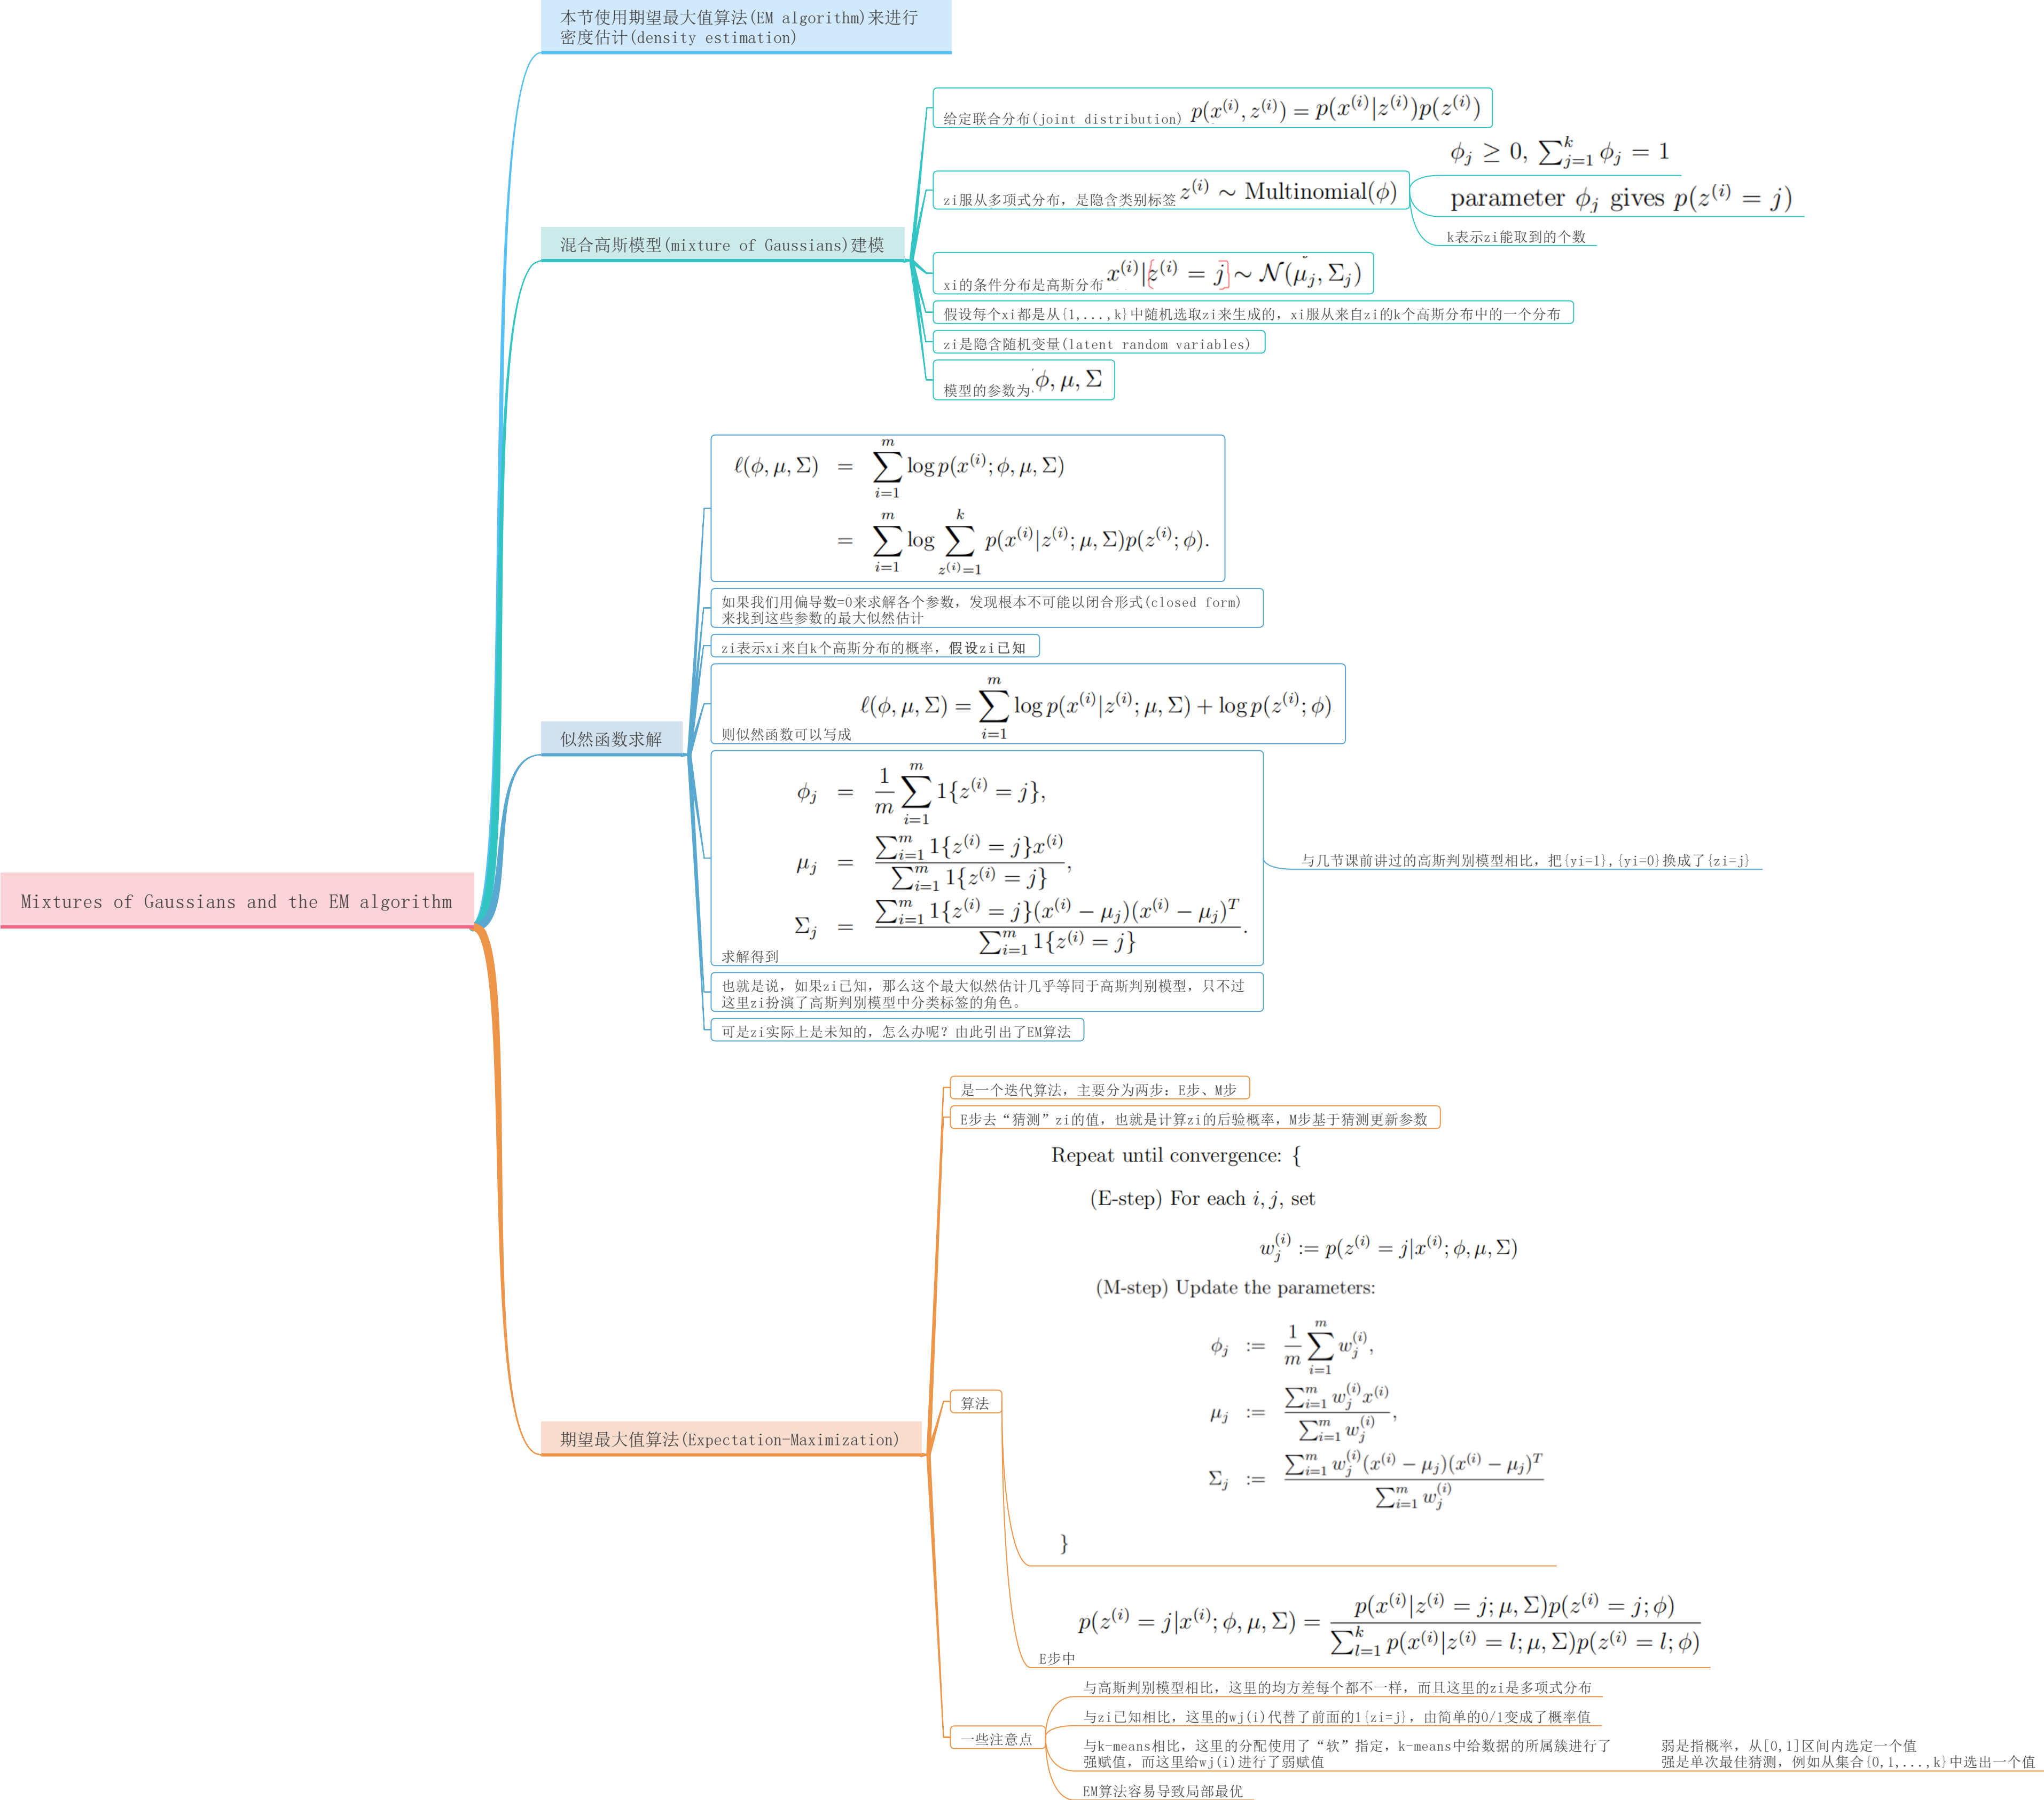 本节使用期望最大值算法(EM algorithm)来进行
密度估计(density estimation)
给定联合分布(joint distribution) p(x^{(i)}, z^{(i)}) = p(x^{(i)}|z^{(i)})p(z^{(i)})
ϕ_j ≥ 0, ∑_{j=1}^{k} ϕ_j = 1
zi服从多项式分布，是隐含类别标签 z^{(i)} ∼ Multinomial(ϕ)
parameter ϕ_j gives p(z^{(i)} = j)
k表示zi能取到的个数
混合高斯模型(mixture of Gaussians)建模
xi的条件分布是高斯分布 x^{(i)}|z^{(i)} = j ∼ N(μ_j, Σ_j)
假设每个xi都是从{1,...,k}中随机选取zi来生成的，xi服从来自zi的k个高斯分布中的一个分布
zi是隐含随机变量(latent random variables)
模型的参数为 ϕ, μ, Σ
ℓ(ϕ, μ, Σ) = ∑_{i=1}^{m} log p(x^{(i)}; ϕ, μ, Σ)
= ∑_{i=1}^{m} log ∑_{z^{(i)}=1}^{k} p(x^{(i)}|z^{(i)}; μ, Σ)p(z^{(i)}; ϕ).
如果我们用偏导数=0来求解各个参数，发现根本不可能以闭合形式(closed form)
来找到这些参数的最大似然估计
zi表示xi来自k个高斯分布的概率，假设zi已知
似然函数求解
则似然函数可以写成 ℓ(ϕ, μ, Σ) = ∑_{i=1}^{m} log p(x^{(i)}|z^{(i)}; μ, Σ) + log p(z^{(i)}; ϕ)
ϕ_j = \frac{1}{m} ∑_{i=1}^{m} 1{z^{(i)} = j},
μ_j = \frac{∑_{i=1}^{m} 1{z^{(i)} = j}x^{(i)}}{∑_{i=1}^{m} 1{z^{(i)} = j}},
Σ_j = \frac{∑_{i=1}^{m} 1{z^{(i)} = j}(x^{(i)} − μ_j)(x^{(i)} − μ_j)^T}{∑_{i=1}^{m} 1{z^{(i)} = j}}.
求解得到
与几节课前讲过的高斯判别模型相比，把{yi=1},{yi=0}换成了{zi=j}
也就是说，如果zi已知，那么这个最大似然估计几乎等同于高斯判别模型，只不过
这里zi扮演了高斯判别模型中分类标签的角色。
可是zi实际上是未知的，怎么办呢？由此引出了EM算法
Mixtures of Gaussians and the EM algorithm
是一个迭代算法，主要分为两步：E步、M步
E步去“猜测”zi的值，也就是计算zi的后验概率，M步基于猜测更新参数
Repeat until convergence: {
(E-step) For each i, j, set
w_j^{(i)} := p(z^{(i)} = j|x^{(i)}; ϕ, μ, Σ)
(M-step) Update the parameters:
ϕ_j := \frac{1}{m} ∑_{i=1}^{m} w_j^{(i)},
μ_j := \frac{∑_{i=1}^{m} w_j^{(i)} x^{(i)}}{∑_{i=1}^{m} w_j^{(i)}},
Σ_j := \frac{∑_{i=1}^{m} w_j^{(i)}(x^{(i)} − μ_j)(x^{(i)} − μ_j)^T}{∑_{i=1}^{m} w_j^{(i)}}
}
算法
期望最大值算法(Expectation-Maximization)
E步中 p(z^{(i)} = j|x^{(i)}; ϕ, μ, Σ) = \frac{p(x^{(i)}|z^{(i)} = j; μ, Σ)p(z^{(i)} = j; ϕ)}{∑_{l=1}^{k} p(x^{(i)}|z^{(i)} = l; μ, Σ)p(z^{(i)} = l; ϕ)}
与高斯判别模型相比，这里的均方差每个都不一样，而且这里的zi是多项式分布
与zi已知相比，这里的wj(i)代替了前面的1{zi=j}，由简单的0/1变成了概率值
一些注意点
与k-means相比，这里的分配使用了“软”指定，k-means中给数据的所属簇进行了
强赋值，而这里给wj(i)进行了弱赋值
弱是指概率，从[0,1]区间内选定一个值
强是单次最佳猜测，例如从集合{0,1,...,k}中选出一个值
EM算法容易导致局部最优